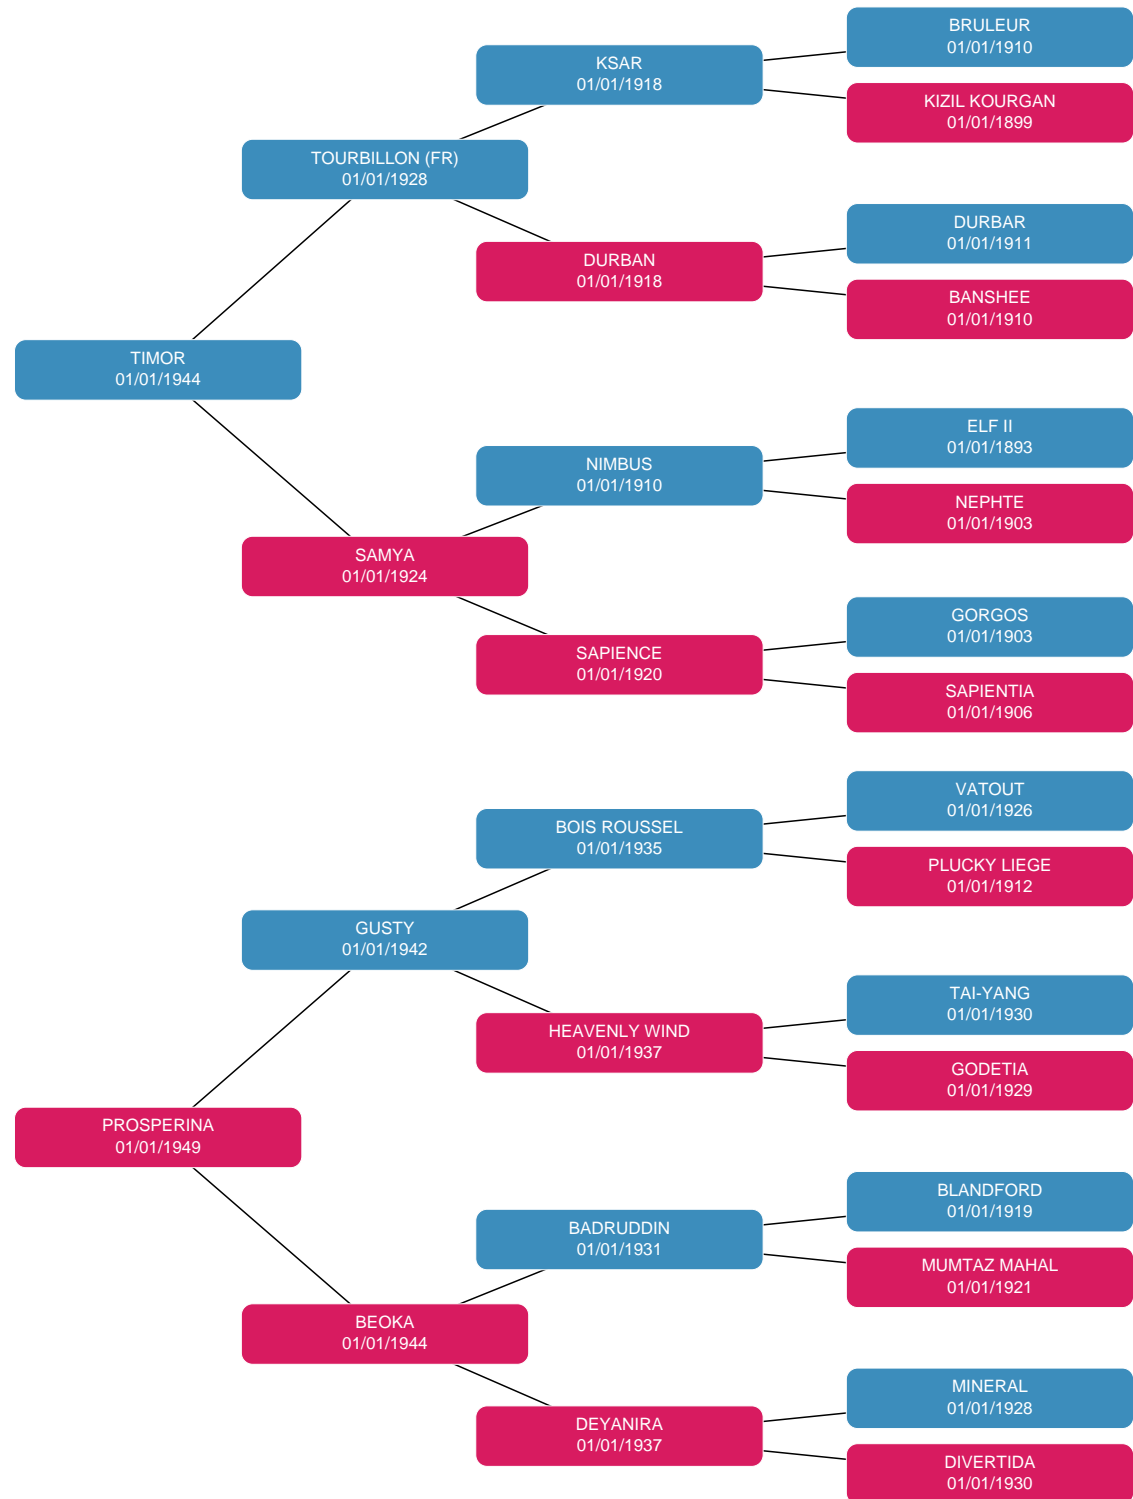 BRULEUR
01/01/1910
KSAR
01/01/1918
KIZIL KOURGAN
01/01/1899
TOURBILLON (FR)
01/01/1928
DURBAR
01/01/1911
DURBAN
01/01/1918
BANSHEE
01/01/1910
TIMOR
01/01/1944
ELF II
01/01/1893
NIMBUS
01/01/1910
NEPHTE
01/01/1903
SAMYA
01/01/1924
GORGOS
01/01/1903
SAPIENCE
01/01/1920
SAPIENTIA
01/01/1906
VATOUT
01/01/1926
BOIS ROUSSEL
01/01/1935
PLUCKY LIEGE
01/01/1912
GUSTY
01/01/1942
TAI-YANG
01/01/1930
HEAVENLY WIND
01/01/1937
GODETIA
01/01/1929
PROSPERINA
01/01/1949
BLANDFORD
01/01/1919
BADRUDDIN
01/01/1931
MUMTAZ MAHAL
01/01/1921
BEOKA
01/01/1944
MINERAL
01/01/1928
DEYANIRA
01/01/1937
DIVERTIDA
01/01/1930